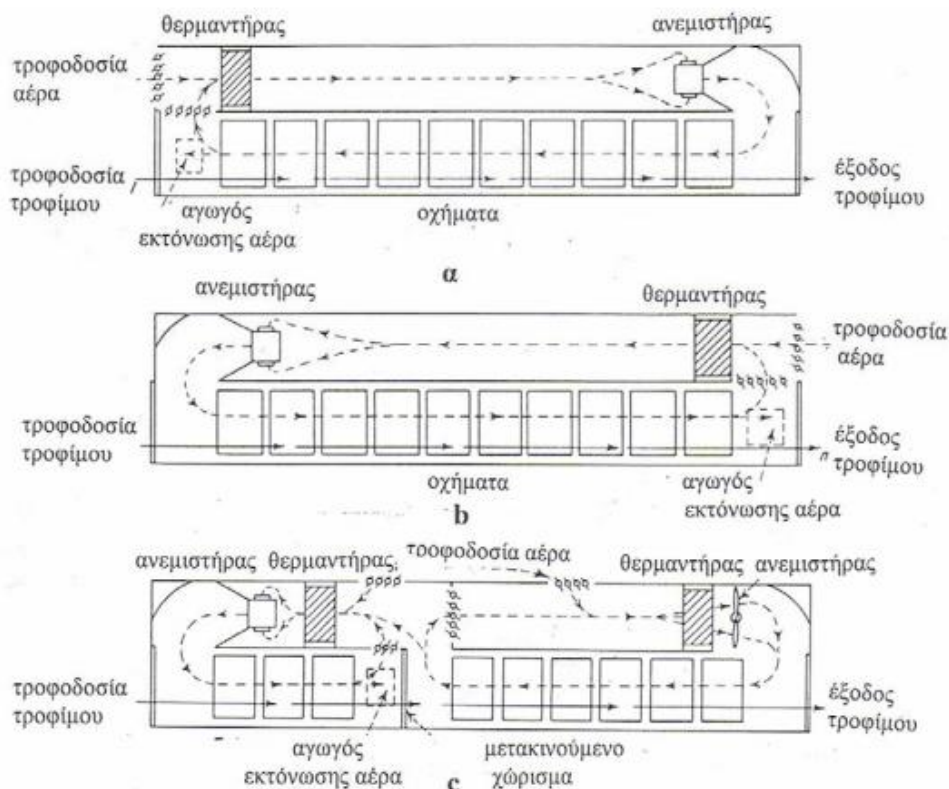 θερμαντήρας
ανεμιστήρας
τροφοδοσία
αέρα
τροφοδοσία
τροφίμου
αγωγός
εκτόνωσης αέρα
οχήματα
έξοδος
τροφίμου
α
ανεμιστήρας
θερμαντήρας
τροφοδοσία
αέρα
τροφοδοσία
τροφίμου
οχήματα
έξοδος
τροφίμου
αγωγός
εκτόνωσης αέρα
b
ανεμιστήρας
θερμαντήρας
τροφοδοσία αέρα
θερμαντήρας
ανεμιστήρας
τροφοδοσία
τροφίμου
έξοδος
τροφίμου
αγωγός
εκτόνωσης αέρα
μετακινούμενο
χώρισμα
c